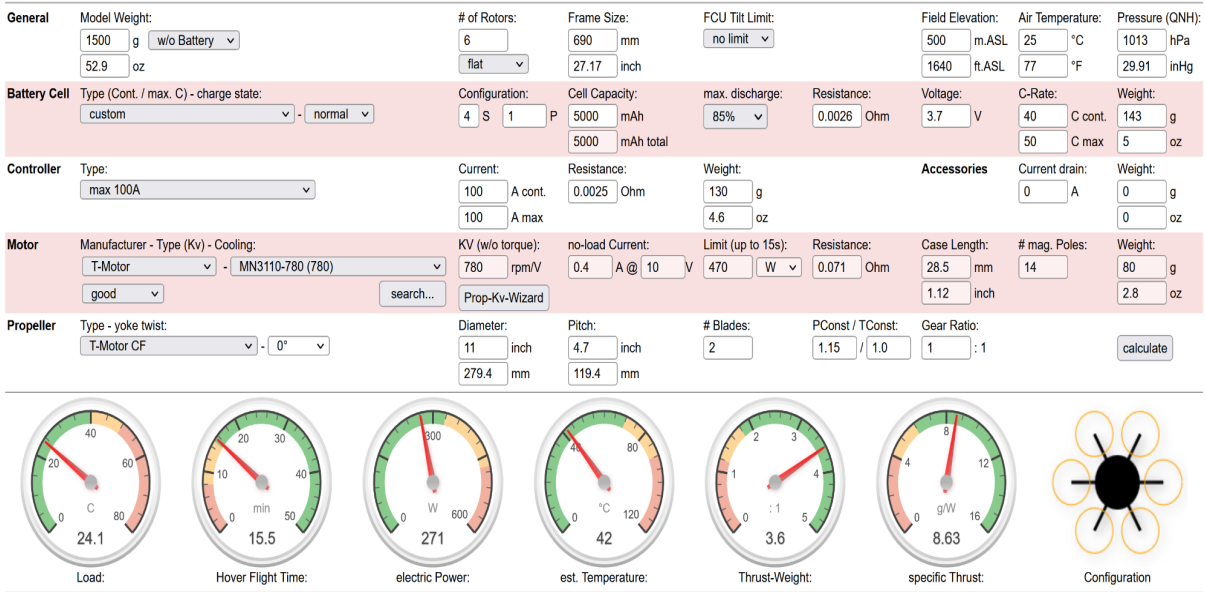 General Model Weight: # of Rotors: Frame Size: FCU Tilt Limit: Field Elevation: Air Temperature: Pressure (QNH):
1500 g w/o Battery 6 690 mm no limit 500 m.ASL 25 °C 1013 hPa
52.9 oz flat 27.17 inch 1640 ft.ASL 77 °F 29.91 inHg
Battery Cell Type (Cont. / max. C) - charge state: Configuration: Cell Capacity: max. discharge: Resistance: Voltage: C-Rate: Weight:
custom - normal 4 S 1 P 5000 mAh 85% 0.0026 Ohm 3.7 V 40 C cont. 143 g
5000 mAh total 50 C max 5 oz
Controller Type: Current: Resistance: Weight: Accessories Current drain: Weight:
max 100A 100 A cont. 0.0025 Ohm 130 g 0 A 0 g
100 A max 4.6 oz 0 oz
Motor Manufacturer - Type (Kv) - Cooling: KV (w/o torque): no-load Current: Limit (up to 15s): Resistance: Case Length: # mag. Poles: Weight:
T-Motor - MN3110-780 (780) 780 rpm/V 0.4 A @ 10 V 470 W 0.071 Ohm 28.5 mm 14 80 g
good search... Prop-Kv-Wizard 1.12 inch 2.8 oz
Propeller Type - yoke twist: Diameter: Pitch: # Blades: PConst / TConst: Gear Ratio:
T-Motor CF - 0° 11 inch 4.7 inch 2 1.15 / 1.0 1 : 1 calculate
279.4 mm 119.4 mm
0 20 40 60 80 C 24.1
0 10 20 30 40 50 min 15.5
0 300 600 W 271
0 40 80 120 °C 42
0 1 2 3 4 5 : 1 3.6
0 4 8 12 16 g/W 8.63
Load: Hover Flight Time: electric Power: est. Temperature: Thrust-Weight: specific Thrust: Configuration